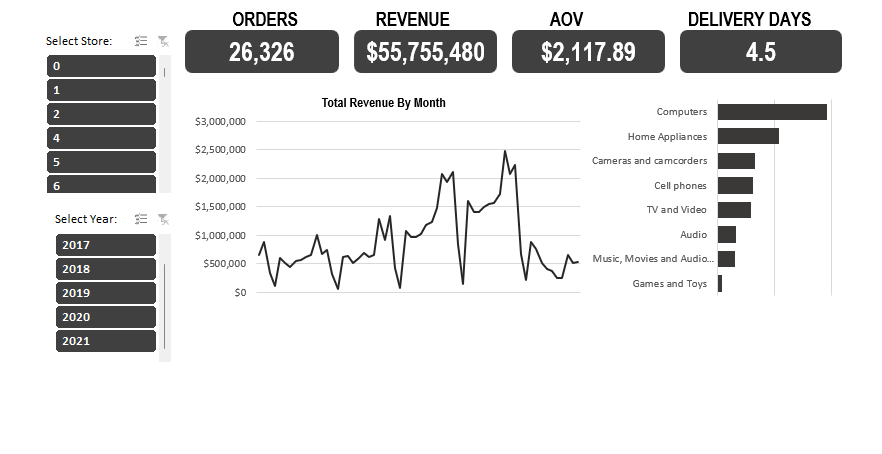 ORDERS
REVENUE
AOV
DELIVERY DAYS
26,326
$55,755,480
$2,117.89
4.5
Select Store:
0
1
2
4
5
6
Select Year:
2017
2018
2019
2020
2021
Total Revenue By Month
$3,000,000
$2,500,000
$2,000,000
$1,500,000
$1,000,000
$500,000
$0
Computers
Home Appliances
Cameras and camcorders
Cell phones
TV and Video
Audio
Music, Movies and Audio...
Games and Toys